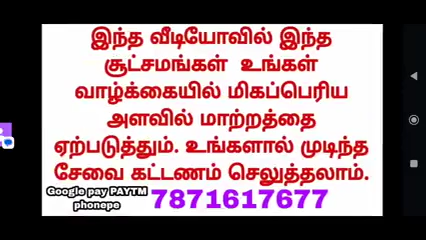 இந்த வீடியோவில் இந்த
சூட்சமங்கள் உங்கள்
வாழ்க்கையில் மிகப்பெரிய
அளவில் மாற்றத்தை
ஏற்படுத்தும். உங்களால் முடிந்த
சேவை கட்டணம் செலுத்தலாம்.
Google pay PAYTM
phonepe
7871617677